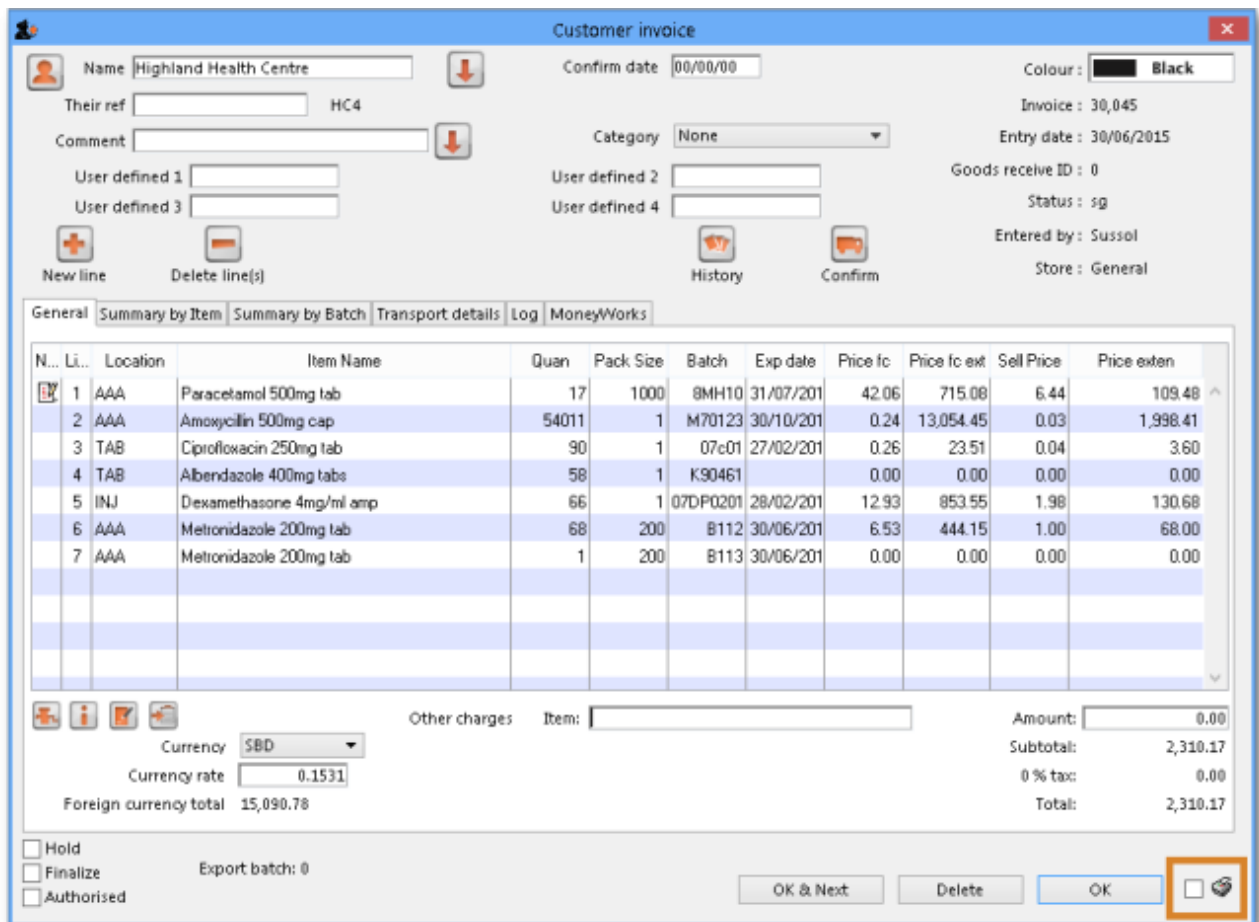 Customer invoice
Name Highland Health Centre Confirm date 00/00/00 Colour: Black
Their ref HC4 Invoice : 30,045
Comment Category None Entry date : 30/06/2015
User defined 1 User defined 2 Goods receive ID : 0
User defined 3 User defined 4 Status : sg
Entered by : Sussol
New line Delete line(s) History Confirm Store : General
General Summary by Item Summary by Batch Transport details Log MoneyWorks
N... Li... Location Item Name Quan Pack Size Batch Exp date Price fc Price fc ext Sell Price Price exten
1 AAA Paracetamol 500mg tab 17 1000 8MH10 31/07/201 42.06 715.08 6.44 109.48
2 AAA Amoxycillin 500mg cap 54011 1 M70123 30/10/201 0.24 13,054.45 0.03 1,998.41
3 TAB Ciprofloxacin 250mg tab 90 1 07c01 27/02/201 0.26 23.51 0.04 3.60
4 TAB Albendazole 400mg tabs 58 1 K90461 0.00 0.00 0.00 0.00
5 INJ Dexamethasone 4mg/ml amp 66 1 07DP0201 28/02/201 12.93 853.55 1.98 130.68
6 AAA Metronidazole 200mg tab 68 200 B112 30/06/201 6.53 444.15 1.00 68.00
7 AAA Metronidazole 200mg tab 1 200 B113 30/06/201 0.00 0.00 0.00 0.00
Other charges Item: Amount: 0.00
Currency SBD Subtotal: 2,310.17
Currency rate 0.1531 0 % tax: 0.00
Foreign currency total 15,090.78 Total: 2,310.17
Hold
Finalize Export batch: 0
Authorised OK & Next Delete OK